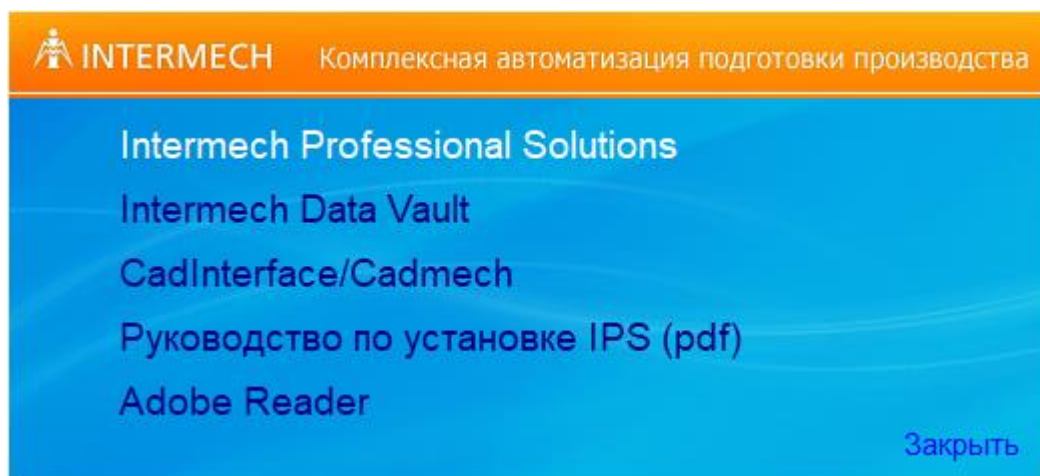 INTERMECH Комплексная автоматизация подготовки производства
Intermech Professional Solutions
Intermech Data Vault
CadInterface/Cadmech
Руководство по установке IPS (pdf)
Adobe Reader
Закрыть